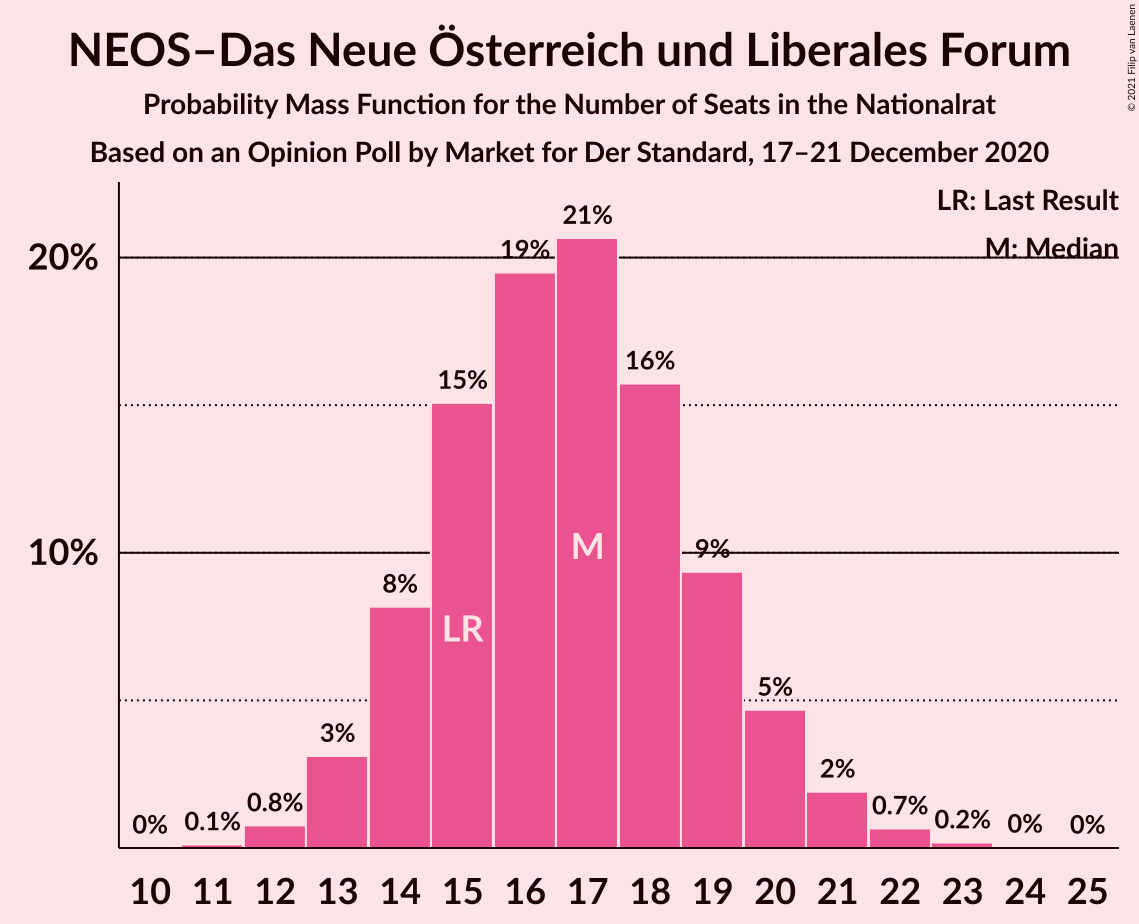 NEOS–Das Neue Österreich und Liberales Forum
Probability Mass Function for the Number of Seats in the Nationalrat
Based on an Opinion Poll by Market for Der Standard, 17–21 December 2020
© 2021 Filip van Laenen
LR: Last Result
M: Median
20%
10%
0%
0.1%
0.8%
3%
8%
15%
19%
21%
16%
9%
5%
2%
0.7%
0.2%
0%
0%
LR
M
10 11 12 13 14 15 16 17 18 19 20 21 22 23 24 25